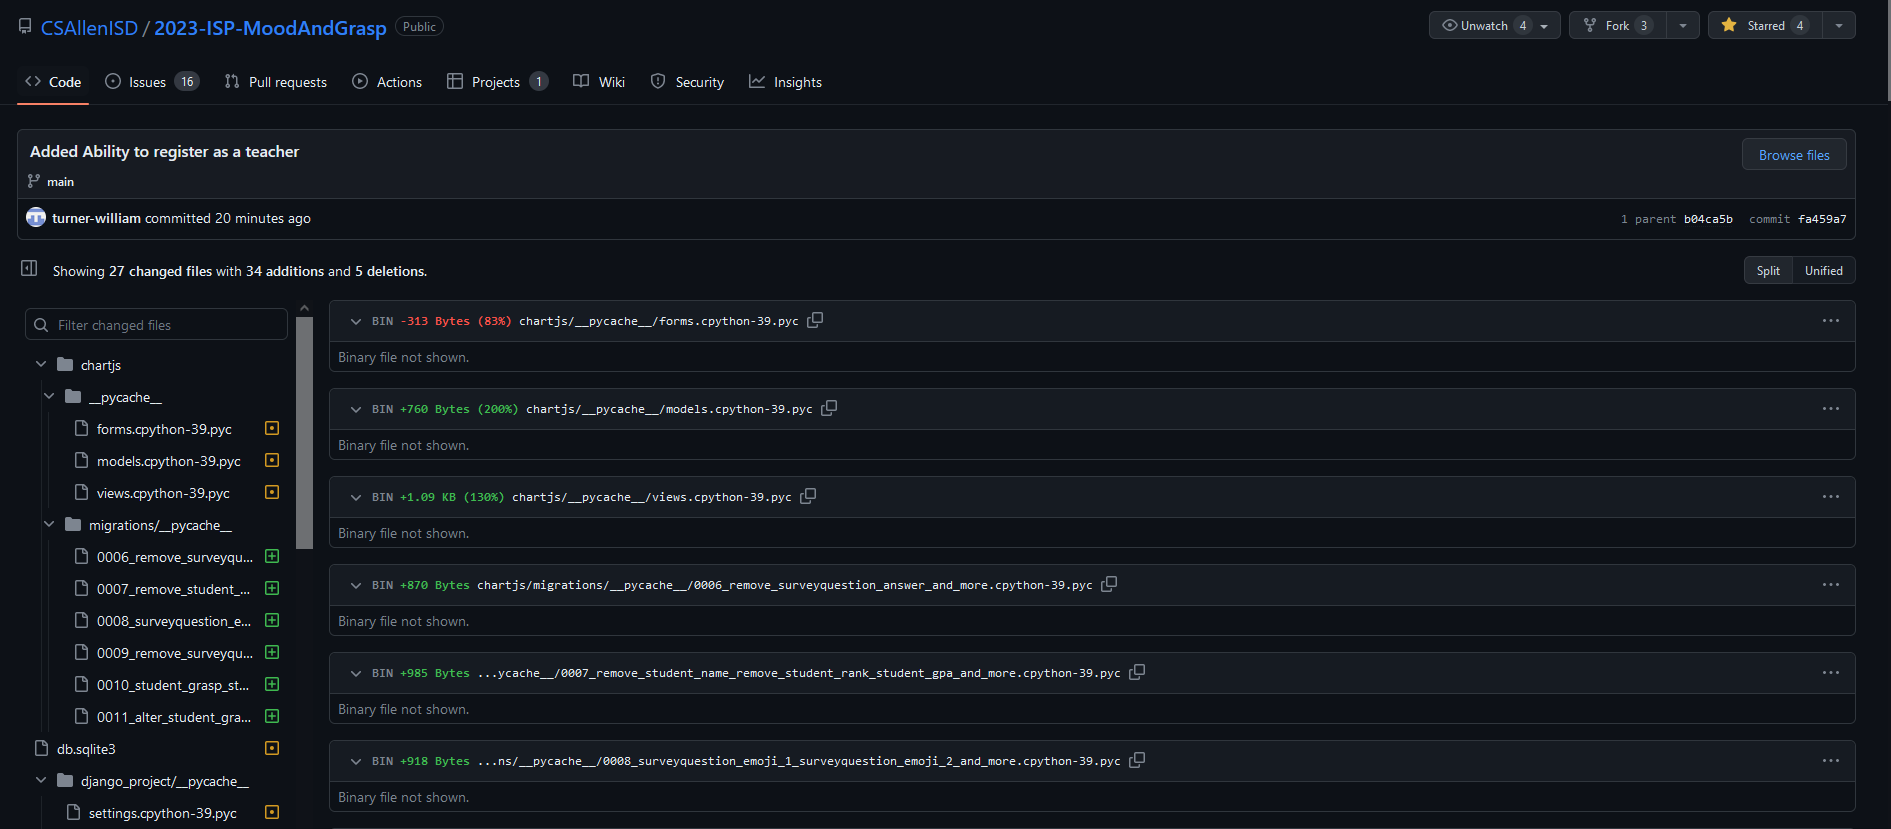 CSAllenISD / 2023-ISP-MoodAndGrasp Public
Unwatch 4 Fork 3 Starred 4
Code Issues 16 Pull requests Actions Projects 1 Wiki Security Insights
Added Ability to register as a teacher
Browse files
main
turner-william committed 20 minutes ago
1 parent b04ca5b commit fa459a7
Showing 27 changed files with 34 additions and 5 deletions.
Split Unified
Filter changed files
chartjs
__pycache__
forms.cpython-39.pyc
models.cpython-39.pyc
views.cpython-39.pyc
migrations/__pycache__
0006_remove_surveyqu...
0007_remove_student_...
0008_surveyquestion_e...
0009_remove_surveyqu...
0010_student_grasp_st...
0011_alter_student_gra...
db.sqlite3
django_project/__pycache__
settings.cpython-39.pyc
BIN -313 Bytes (83%) chartjs/__pycache__/forms.cpython-39.pyc
Binary file not shown.
BIN +760 Bytes (200%) chartjs/__pycache__/models.cpython-39.pyc
Binary file not shown.
BIN +1.09 KB (130%) chartjs/__pycache__/views.cpython-39.pyc
Binary file not shown.
BIN +870 Bytes chartjs/migrations/__pycache__/0006_remove_surveyquestion_answer_and_more.cpython-39.pyc
Binary file not shown.
BIN +985 Bytes ...ycache__/0007_remove_student_name_remove_student_rank_student_gpa_and_more.cpython-39.pyc
Binary file not shown.
BIN +918 Bytes ...ns/__pycache__/0008_surveyquestion_emoji_1_surveyquestion_emoji_2_and_more.cpython-39.pyc
Binary file not shown.